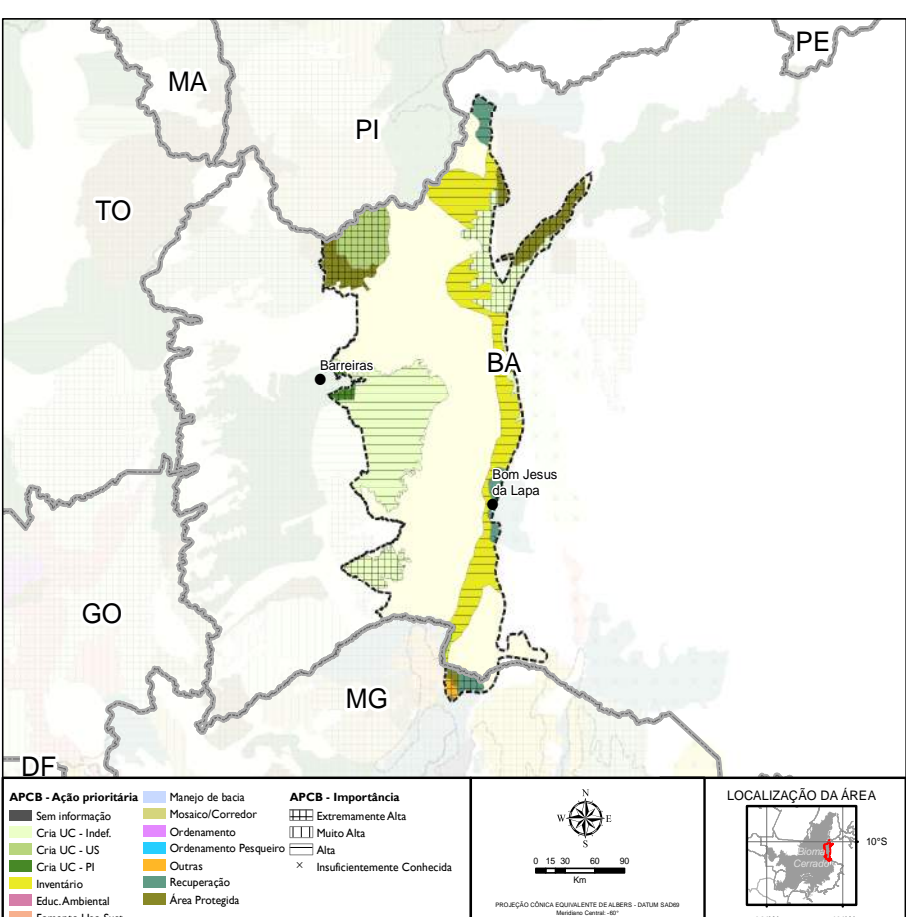 PE
MA
PI
TO
Barreiras
BA
Bom Jesus
da Lapa
GO
MG
DF
APCB - Ação prioritária
Sem informação
Cria UC - Indef.
Cria UC - US
Cria UC - PI
Inventário
Educ. Ambiental
Manejo de bacia
Mosaico/Corredor
Ordenamento
Ordenamento Pesqueiro
Outras
Recuperação
Área Protegida
APCB - Importância
Extremamente Alta
Muito Alta
Alta
× Insuficientemente Conhecida
N
W E
S
0 15 30 60 90
Km
PROJEÇÃO CÔNICA EQUIVALENTE DE ALBERS - DATUM SAD69
Meridiano Central: -60°
LOCALIZAÇÃO DA ÁREA
10°S
Bioma
Cerrado